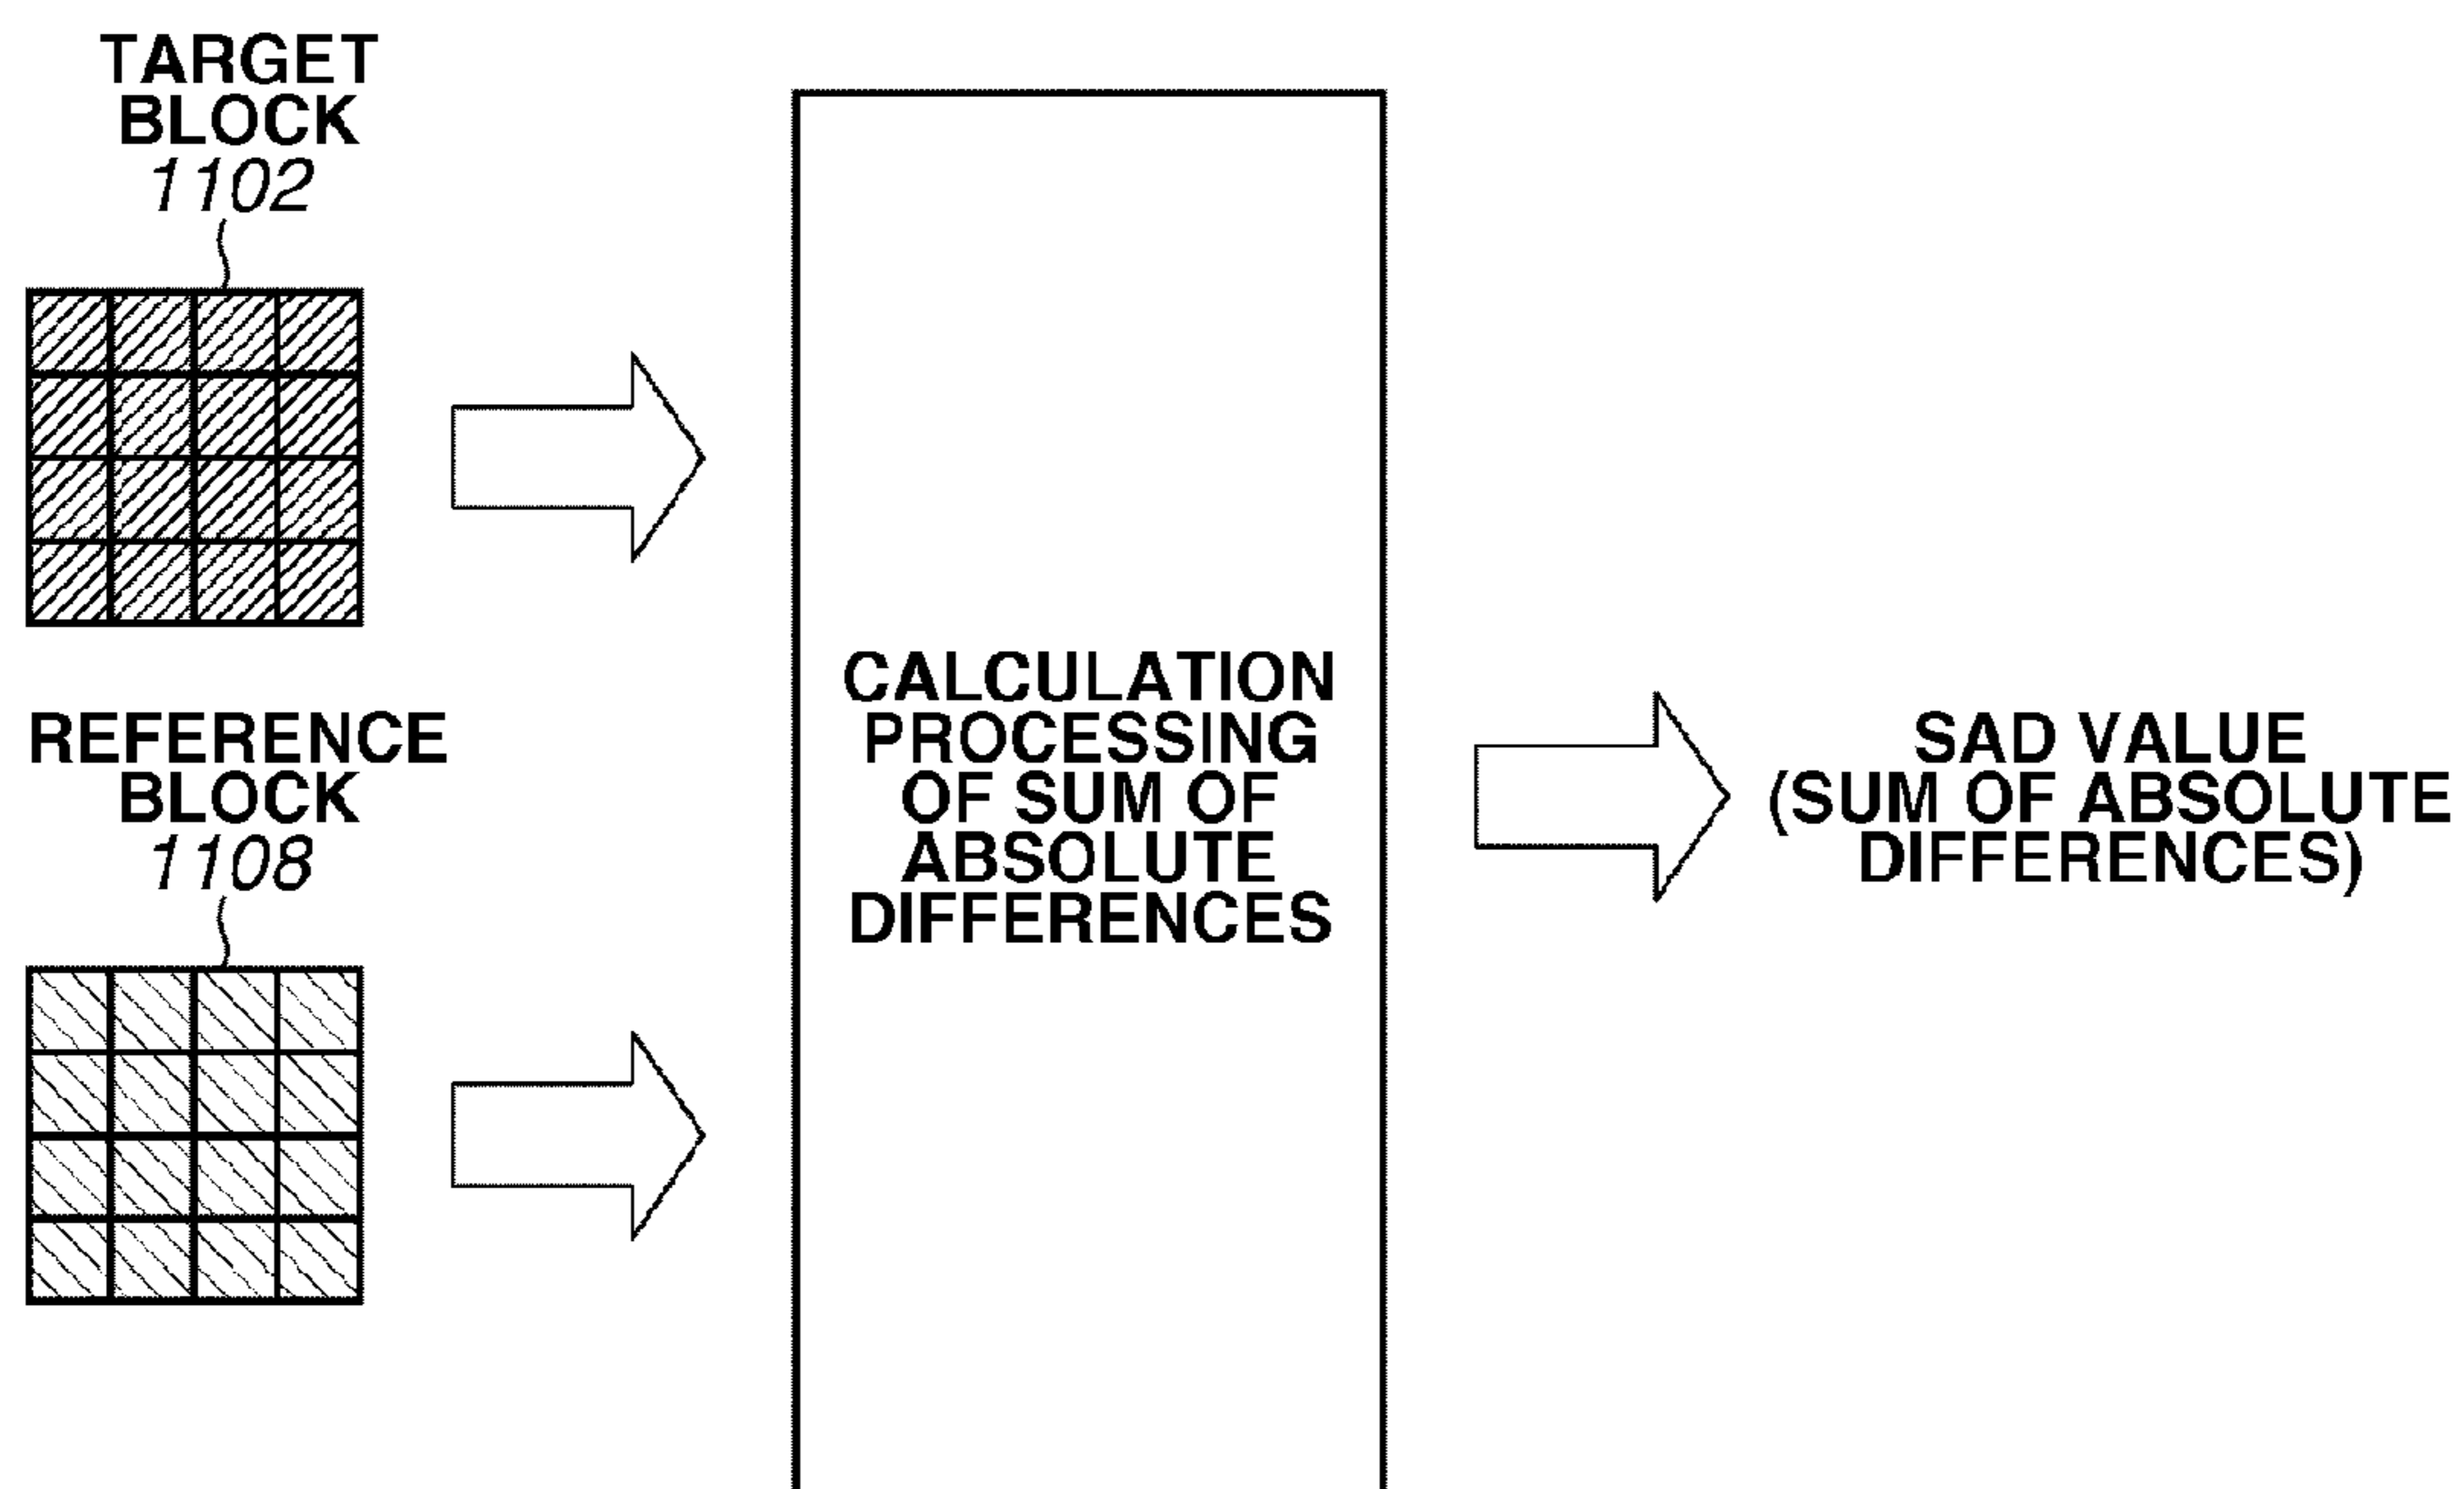 TARGET
BLOCK
1102
REFERENCE
BLOCK
1108
CALCULATION
PROCESSING
OF SUM OF
ABSOLUTE
DIFFERENCES
SAD VALUE
(SUM OF ABSOLUTE
DIFFERENCES)